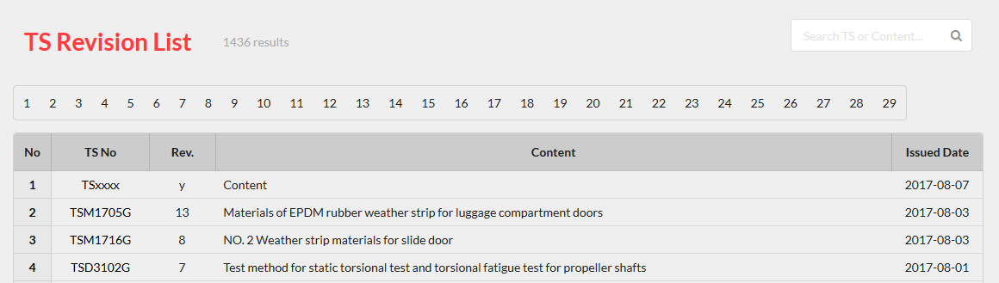 TS Revision List 1436 results Search TS or Content...
1 2 3 4 5 6 7 8 9 10 11 12 13 14 15 16 17 18 19 20 21 22 23 24 25 26 27 28 29
No TS No Rev. Content Issued Date
1 TSxxxx y Content 2017-08-07
2 TSM1705G 13 Materials of EPDM rubber weather strip for luggage compartment doors 2017-08-03
3 TSM1716G 8 NO. 2 Weather strip materials for slide door 2017-08-03
4 TSD3102G 7 Test method for static torsional test and torsional fatigue test for propeller shafts 2017-08-01